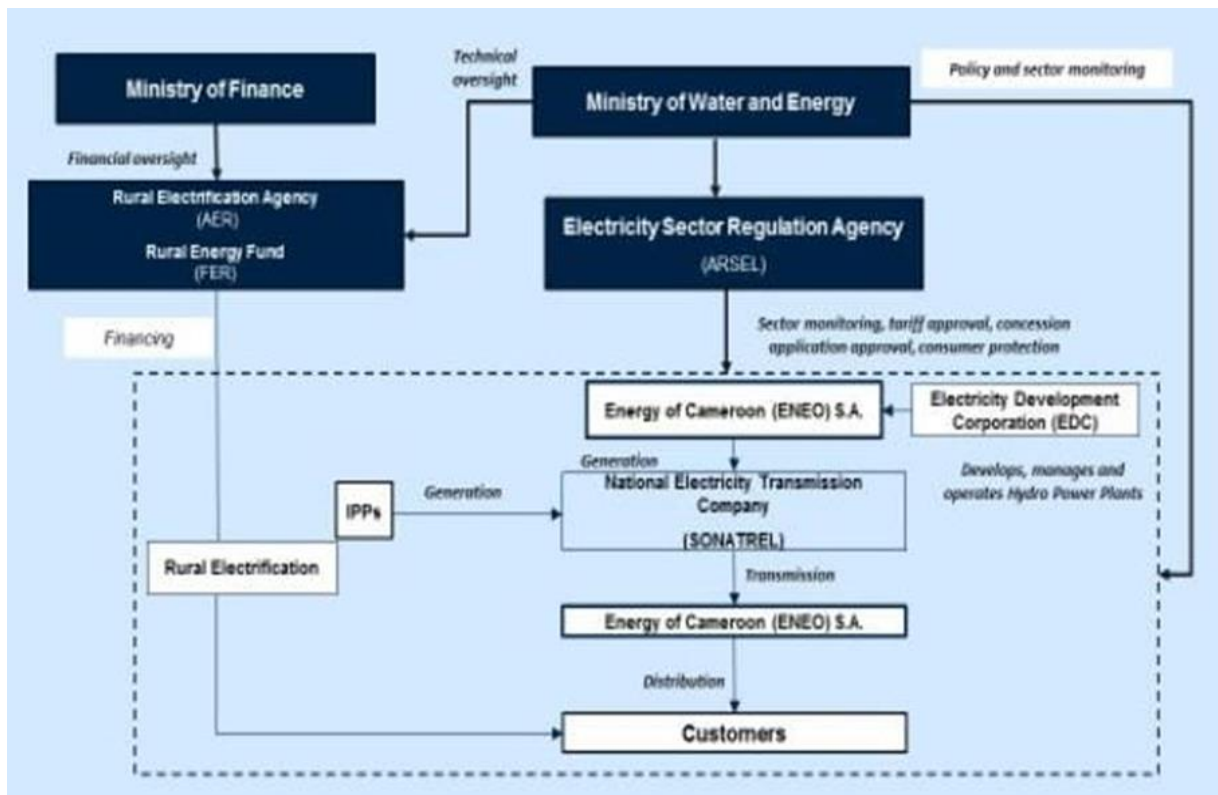 Ministry of Finance
Technical
oversight
Ministry of Water and Energy
Policy and sector monitoring
Financial oversight
Rural Electrification Agency
(AER)
Rural Energy Fund
(FER)
Electricity Sector Regulation Agency
(ARSEL)
Financing
Sector monitoring, tariff approval, concession
application approval, consumer protection
Energy of Cameroon (ENEO) S.A.
Electricity Development
Corporation (EDC)
Generation
Develops, manages and
operates Hydro Power Plants
IPPs
Generation
National Electricity Transmission
Company
(SONATREL)
Rural Electrification
Transmission
Energy of Cameroon (ENEO) S.A.
Distribution
Customers